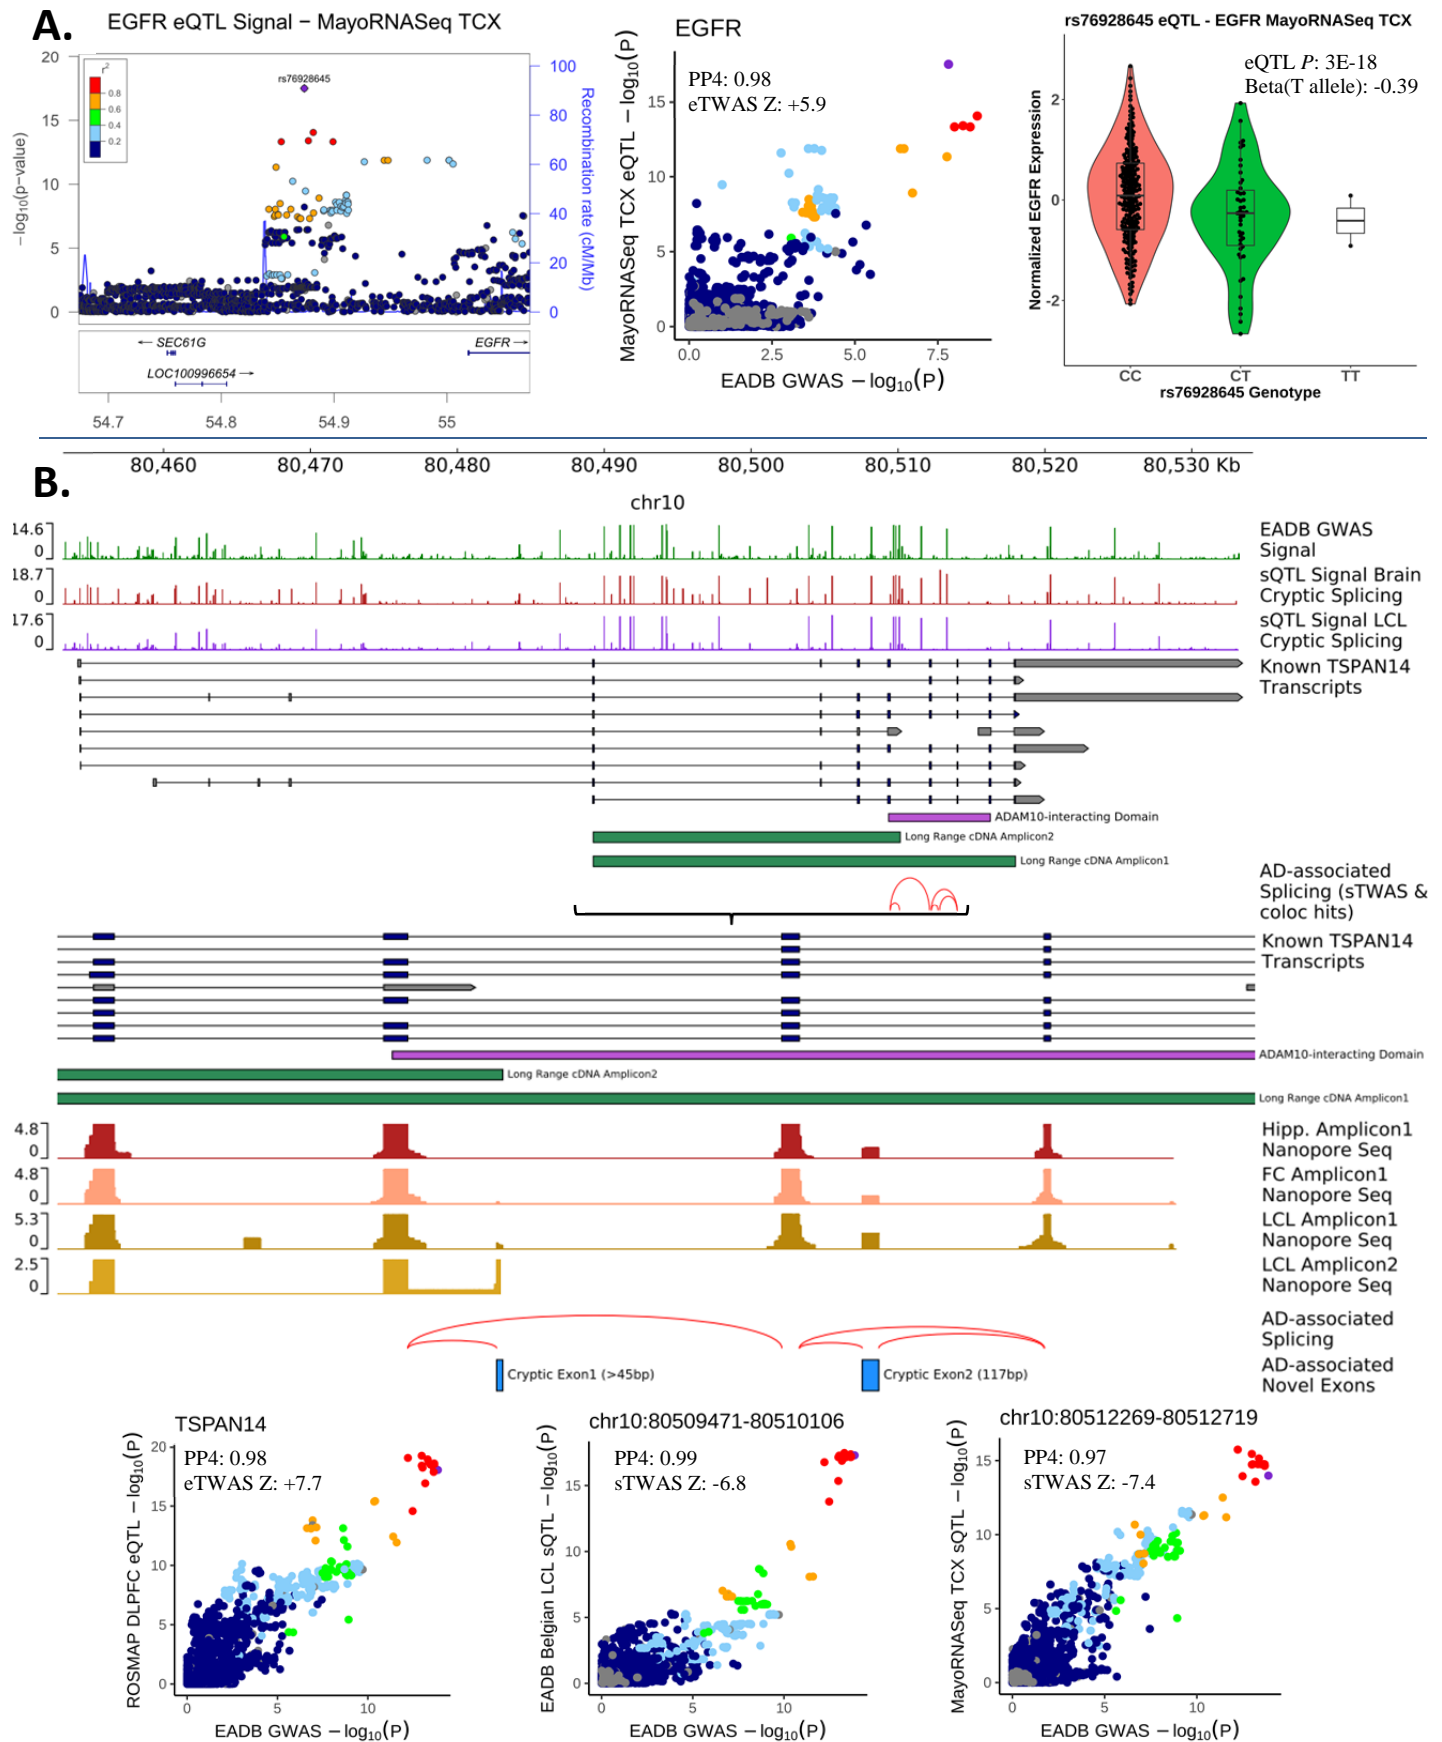 A.
EGFR eQTL Signal − MayoRNASeq TCX
20
15
10
5
0
−log10(p-value)
r2
0.8
0.6
0.4
0.2
rs76928645
100
80
60
40
20
0
Recombination rate (cM/Mb)
← SEC61G
EGFR →
LOC100996654 →
54.7
54.8
54.9
55
EGFR
PP4: 0.98
eTWAS Z: +5.9
MayoRNASeq TCX eQTL −log10(P)
15
10
5
0
0.0
2.5
5.0
7.5
EADB GWAS −log10(P)
rs76928645 eQTL - EGFR MayoRNASeq TCX
eQTL P: 3E-18
Beta(T allele): -0.39
Normalized EGFR Expression
2
0
-2
CC
CT
TT
rs76928645 Genotype
B.
80,460
80,470
80,480
80,490
80,500
80,510
80,520
80,530 Kb
chr10
14.6
0
EADB GWAS
Signal
18.7
0
sQTL Signal Brain
Cryptic Splicing
17.6
0
sQTL Signal LCL
Cryptic Splicing
Known TSPAN14
Transcripts
ADAM10-interacting Domain
Long Range cDNA Amplicon2
Long Range cDNA Amplicon1
AD-associated
Splicing (sTWAS &
coloc hits)
Known TSPAN14
Transcripts
ADAM10-interacting Domain
Long Range cDNA Amplicon2
Long Range cDNA Amplicon1
4.8
0
Hipp. Amplicon1
Nanopore Seq
4.8
0
FC Amplicon1
Nanopore Seq
5.3
0
LCL Amplicon1
Nanopore Seq
2.5
0
LCL Amplicon2
Nanopore Seq
AD-associated
Splicing
Cryptic Exon1 (>45bp)
Cryptic Exon2 (117bp)
AD-associated
Novel Exons
TSPAN14
PP4: 0.98
eTWAS Z: +7.7
ROSMAP DLPFC eQTL −log10(P)
20
15
10
5
0
0
5
10
EADB GWAS −log10(P)
chr10:80509471-80510106
PP4: 0.99
sTWAS Z: -6.8
EADB Belgian LCL sQTL −log10(P)
15
10
5
0
0
5
10
EADB GWAS −log10(P)
chr10:80512269-80512719
PP4: 0.97
sTWAS Z: -7.4
MayoRNASeq TCX sQTL −log10(P)
15
10
5
0
0
5
10
EADB GWAS −log10(P)